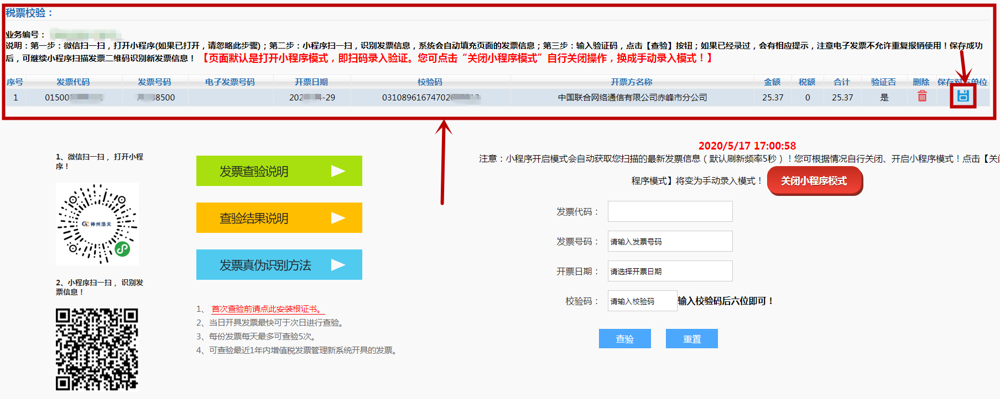 税票校验：
业务编号：
说明：第一步：微信扫一扫，打开小程序(如果已打开，请忽略此步骤)；第二步：小程序扫一扫，识别发票信息，系统会自动填充页面的发票信息；第三步：输入验证码，点击【查验】按钮；如果已经录过，会有相应提示，注意电子发票不允许重复报销使用！保存成功
后，可继续小程序扫描发票二维码识别新发票信息！【页面默认是打开小程序模式，即扫码录入验证。您可点击“关闭小程序模式”自行关闭操作，换成手动录入模式！】
序号 发票代码 发票号码 电子发票号码 开票日期 校验码 开票方名称 金额 税额 合计 验证否 删除 保存对方单位
1 015001 38500 -29 03108961674702 中国联合网络通信有限公司赤峰市分公司 25.37 0 25.37 是
2020/5/17 17:00:58
注意：小程序开启模式会自动获取您扫描的最新发票信息（默认刷新频率5秒）！您可根据情况自行关闭、开启小程序模式！点击【关
程序模式】将变为手动录入模式！ 关闭小程序模式
1、微信扫一扫，打开小程
序！
神州浩天
2、小程序扫一扫，识别发
票信息！
发票查验说明
查验结果说明
发票真伪识别方法
1、首次查验前请点此安装根证书。
2、当日开具发票最快可于次日进行查验。
3、每份发票每天最多可查验5次。
4、可查验最近1年内增值税发票管理新系统开具的发票。
发票代码：
发票号码： 请输入发票号码
开票日期： 请选择开票日期
校验码： 请输入校验码 输入校验码后六位即可！
查验 重置